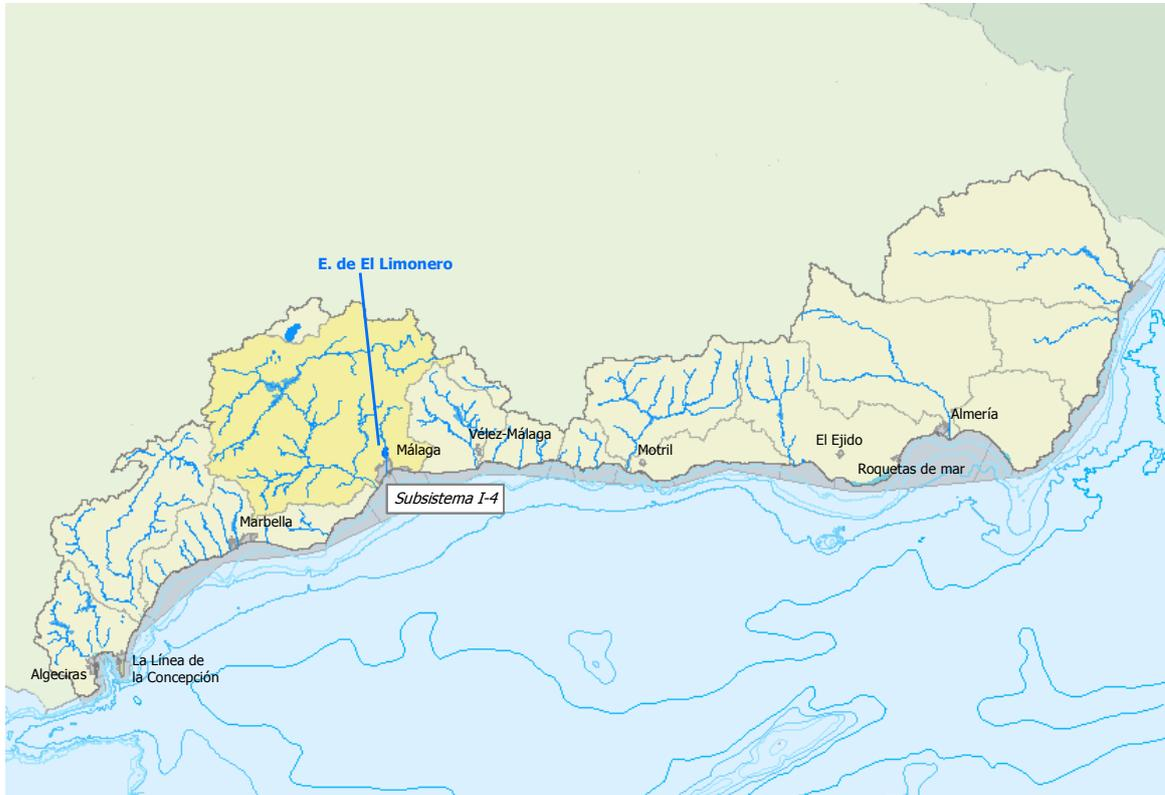 E. de El Limonero
Almería
Vélez-Málaga
El Ejido
Málaga
Motril
Roquetas de mar
Subsistema I-4
Marbella
La Línea de
la Concepción
Algeciras